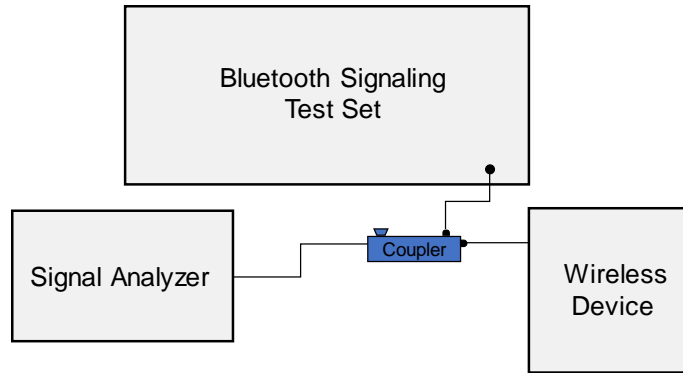 Bluetooth Signaling
Test Set
Coupler
Signal Analyzer
Wireless
Device